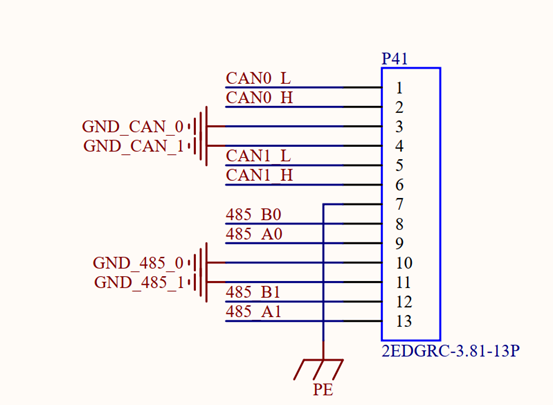 P41
CAN0_L
1
CAN0_H
2
GND_CAN_0
3
GND_CAN_1
4
CAN1_L
5
CAN1_H
6
7
485_B0
8
485_A0
9
GND_485_0
10
GND_485_1
11
485_B1
12
485_A1
13
2EDGRC-3.81-13P
PE